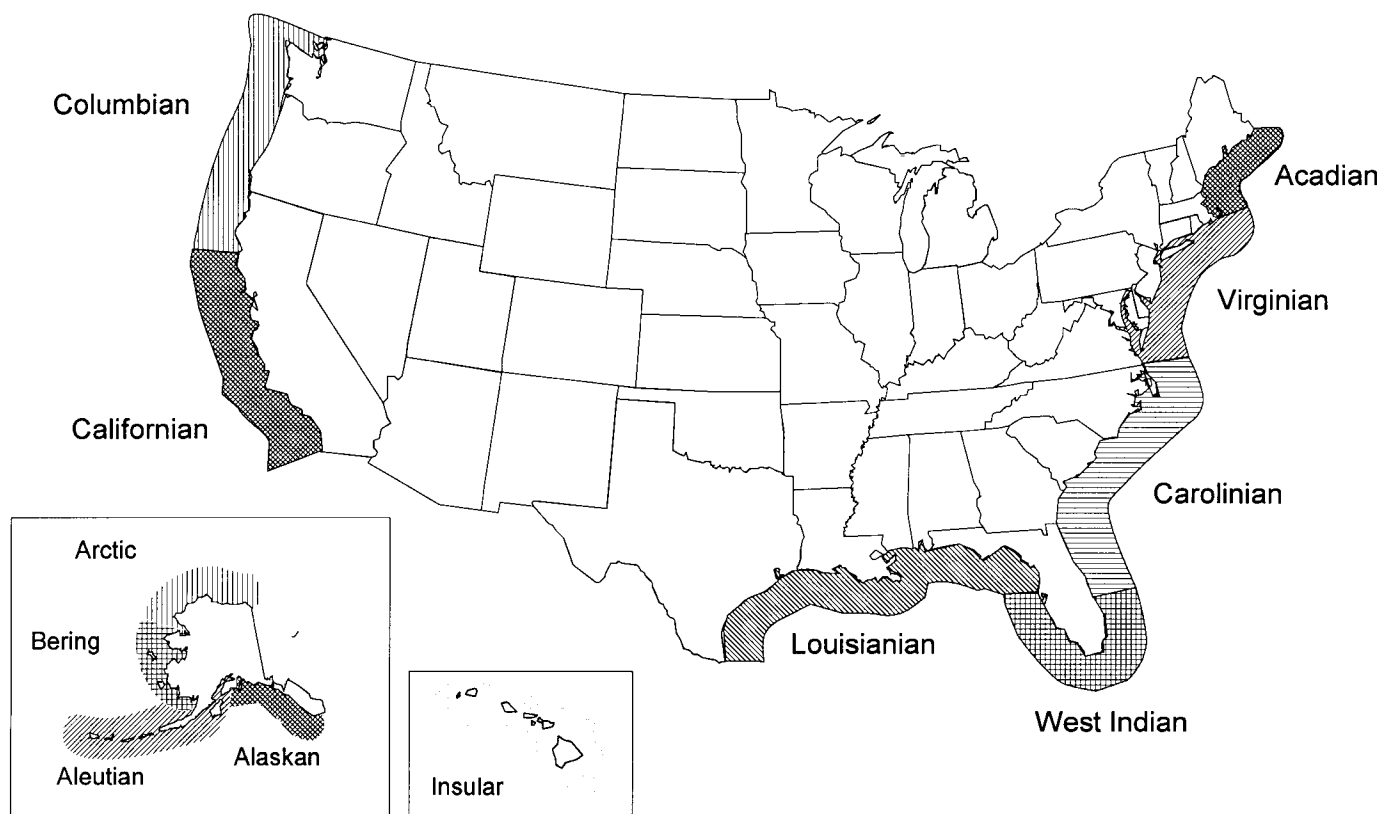 Columbian
Acadian
Virginian
Californian
Carolinian
Arctic
Bering
Louisianian
West Indian
Alaskan
Aleutian
Insular